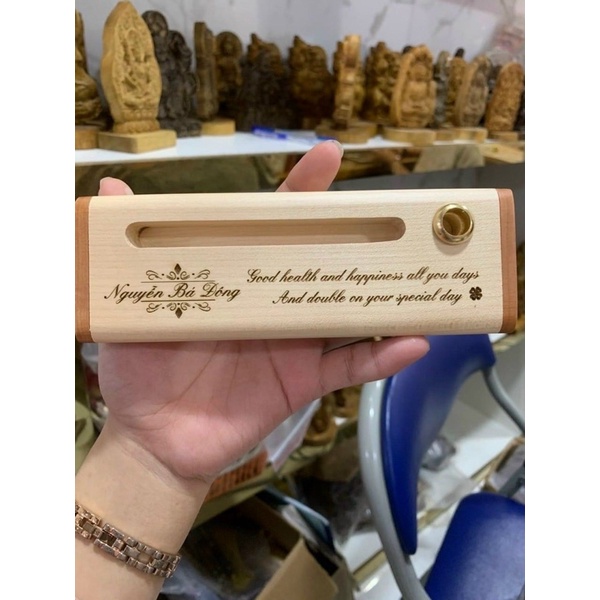 Nguyễn Bá Đông
Good health and happiness all you days
And double on your special day